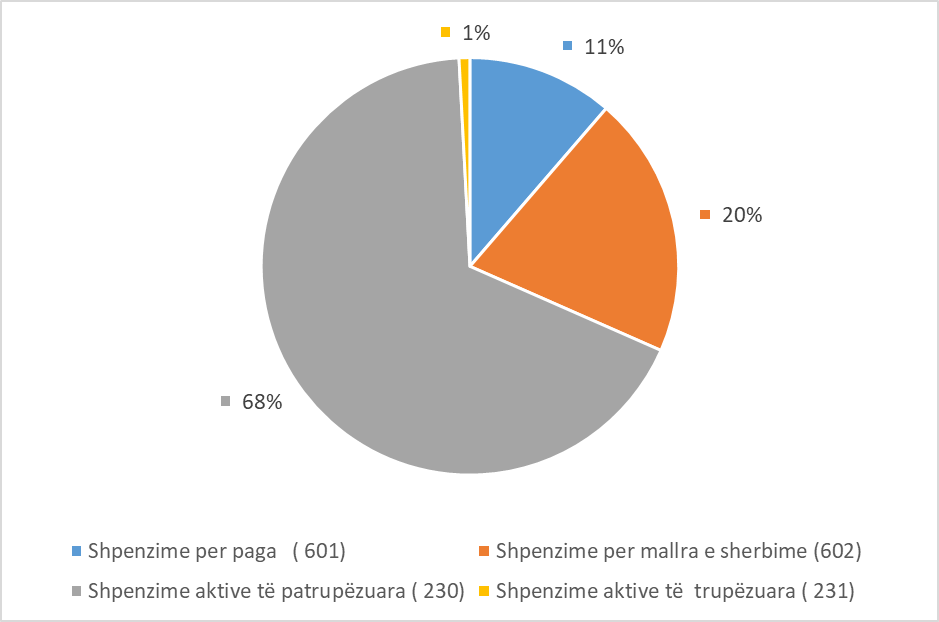 1%
11%
20%
68%
Shpenzime per paga ( 601)
Shpenzime per mallra e sherbime (602)
Shpenzime aktive të patrupëzuara ( 230)
Shpenzime aktive të trupëzuara ( 231)